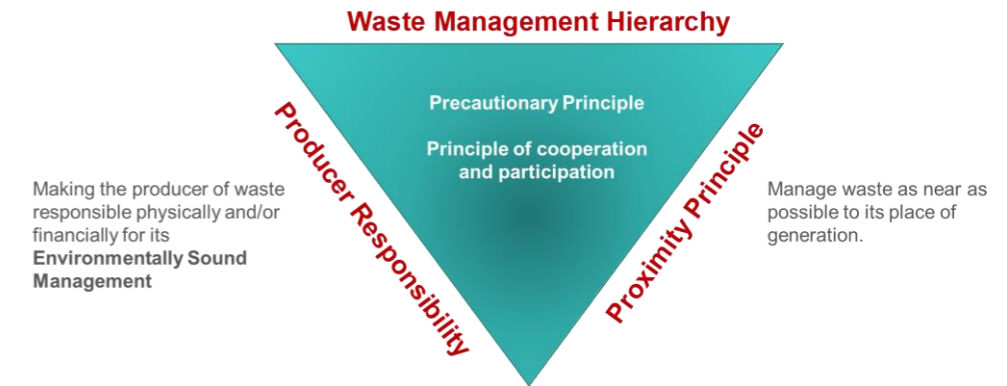 Waste Management Hierarchy
Precautionary Principle
Principle of cooperation
and participation
Producer Responsibility
Proximity Principle
Making the producer of waste
responsible physically and/or
financially for its
Environmentally Sound
Management
Manage waste as near as
possible to its place of
generation.